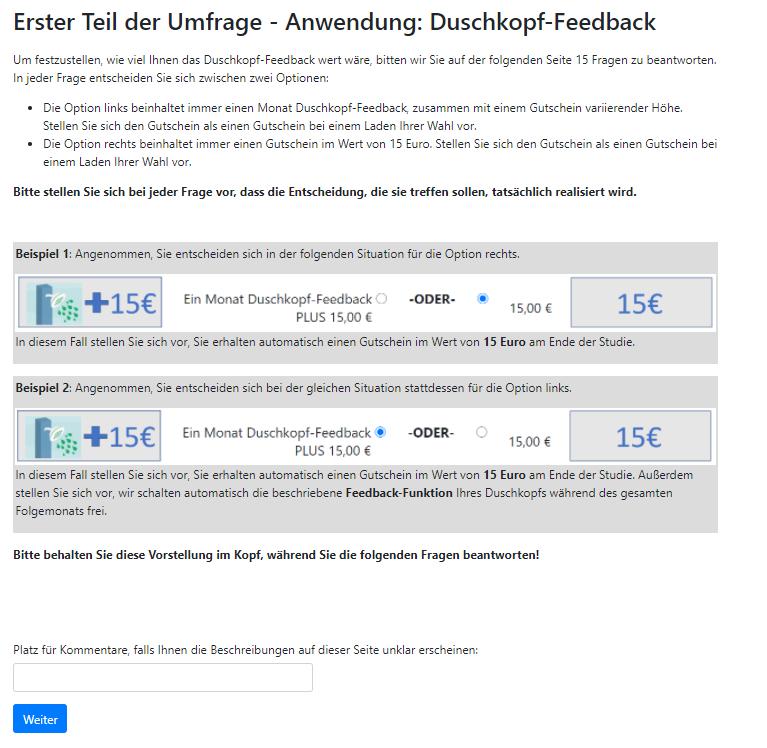 Erster Teil der Umfrage - Anwendung: Duschkopf-Feedback
Um festzustellen, wie viel Ihnen das Duschkopf-Feedback wert wäre, bitten wir Sie auf der folgenden Seite 15 Fragen zu beantworten.
In jeder Frage entscheiden Sie sich zwischen zwei Optionen:
• Die Option links beinhaltet immer einen Monat Duschkopf-Feedback, zusammen mit einem Gutschein variierender Höhe.
Stellen Sie sich den Gutschein als einen Gutschein bei einem Laden Ihrer Wahl vor.
• Die Option rechts beinhaltet immer einen Gutschein im Wert von 15 Euro. Stellen Sie sich den Gutschein als einen Gutschein bei
einem Laden Ihrer Wahl vor.
Bitte stellen Sie sich bei jeder Frage vor, dass die Entscheidung, die sie treffen sollen, tatsächlich realisiert wird.
Beispiel 1: Angenommen, Sie entscheiden sich in der folgenden Situation für die Option rechts.
+15€ Ein Monat Duschkopf-Feedback -ODER- 15,00 € 15€
PLUS 15,00 €
In diesem Fall stellen Sie sich vor, Sie erhalten automatisch einen Gutschein im Wert von 15 Euro am Ende der Studie.
Beispiel 2: Angenommen, Sie entscheiden sich bei der gleichen Situation stattdessen für die Option links.
+15€ Ein Monat Duschkopf-Feedback -ODER- 15,00 € 15€
PLUS 15,00 €
In diesem Fall stellen Sie sich vor, Sie erhalten automatisch einen Gutschein im Wert von 15 Euro am Ende der Studie. Außerdem
stellen Sie sich vor, wir schalten automatisch die beschriebene Feedback-Funktion Ihres Duschkopfs während des gesamten
Folgemonats frei.
Bitte behalten Sie diese Vorstellung im Kopf, während Sie die folgenden Fragen beantworten!
Platz für Kommentare, falls Ihnen die Beschreibungen auf dieser Seite unklar erscheinen:
Weiter